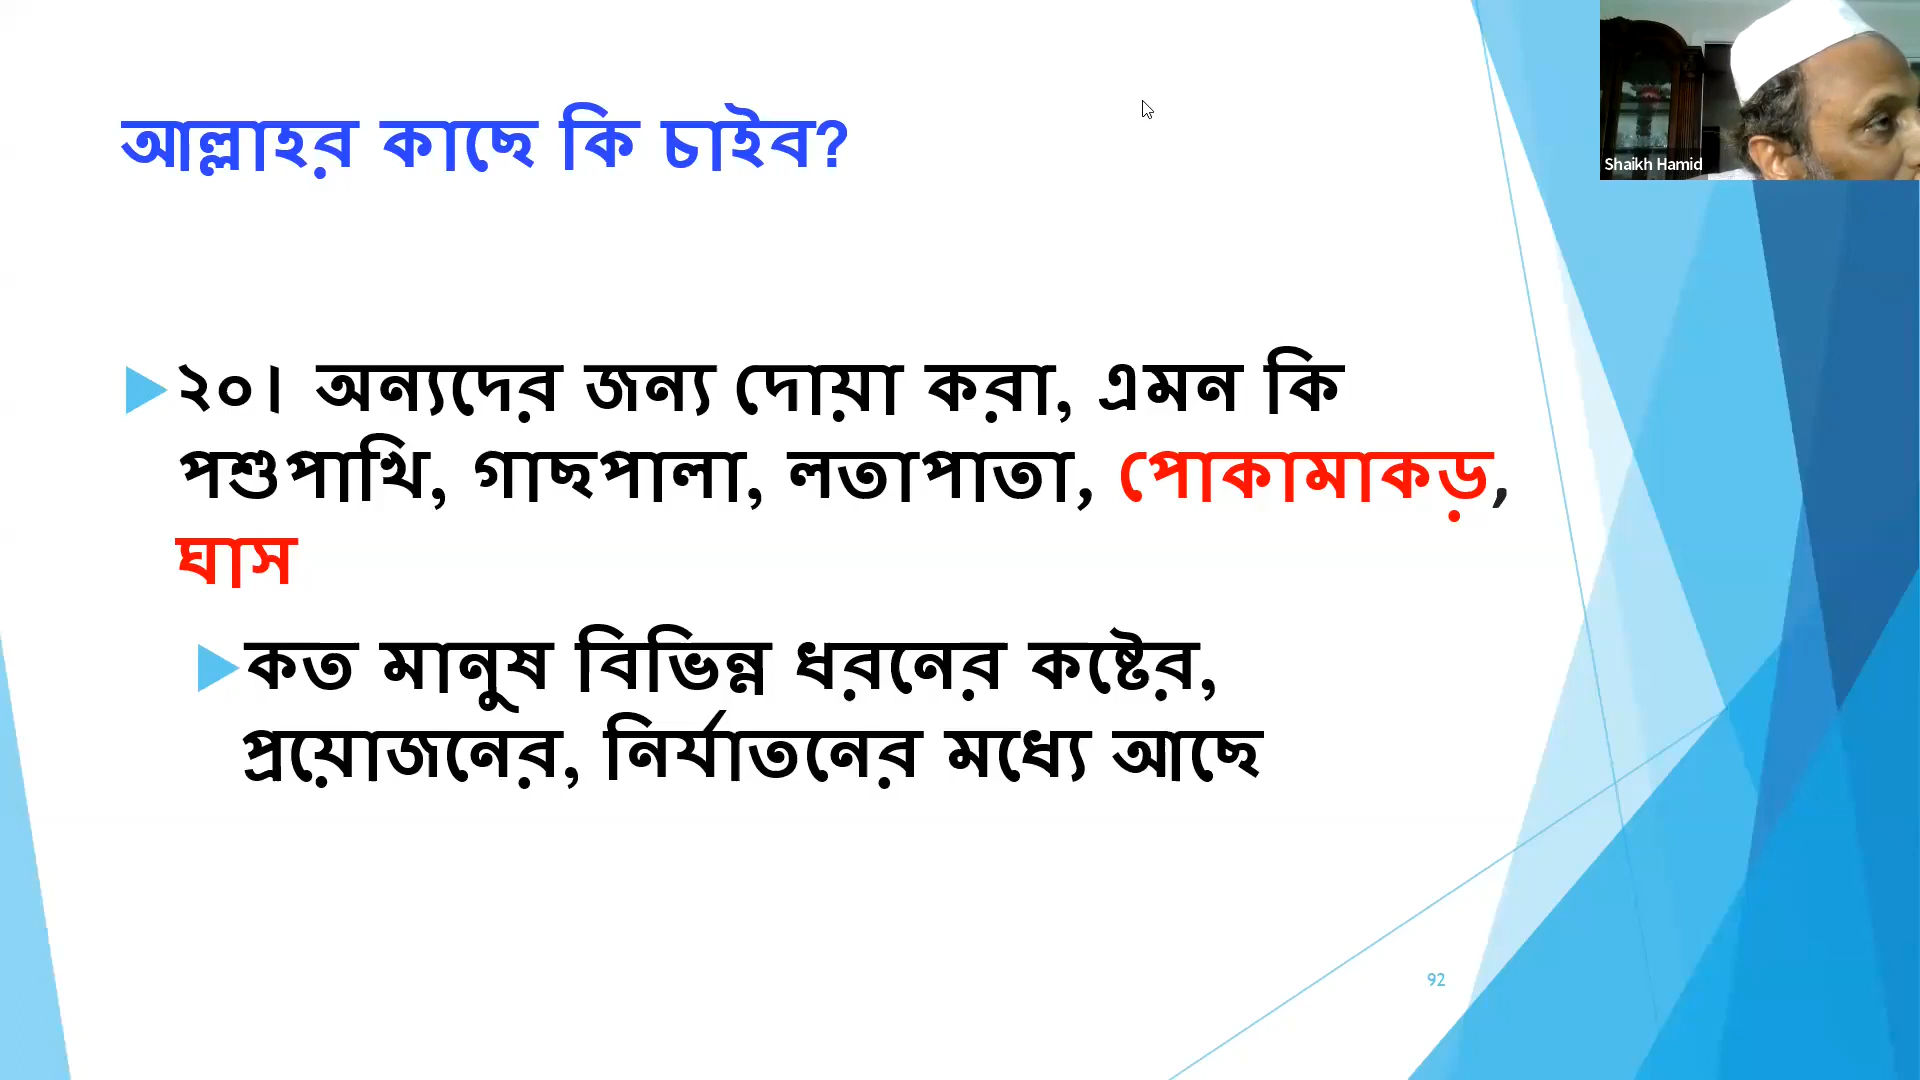 আল্লাহর কাছে কি চাইব?
Shaikh Hamid
২০। অন্যদের জন্য দোয়া করা, এমন কি
পশুপাখি, গাছপালা, লতাপাতা, পোকামাকড়,
ঘাস
কত মানুষ বিভিন্ন ধরনের কষ্টের,
প্রয়োজনের, নির্যাতনের মধ্যে আছে
92